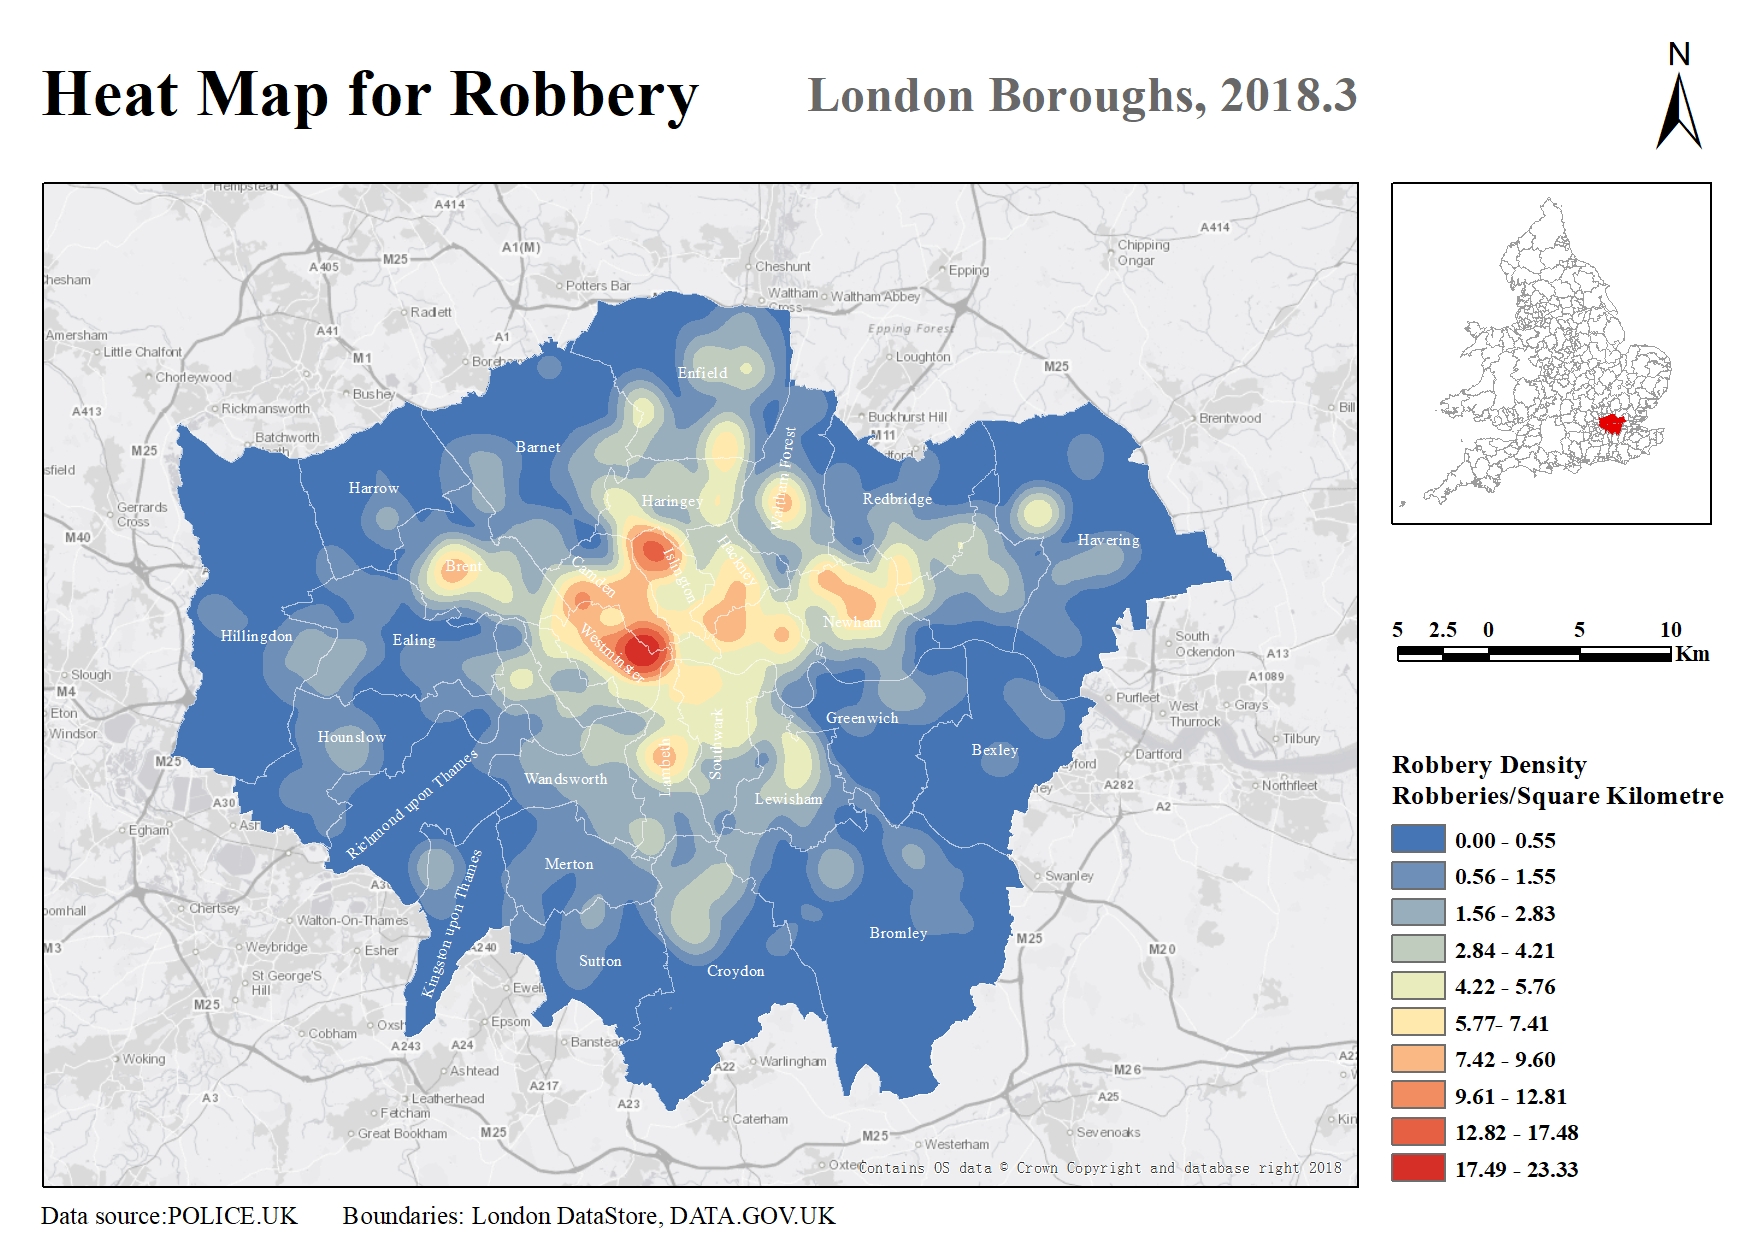 Heat Map for Robbery
London Boroughs, 2018.3
N
Hempstead
A414
A1(M)
A414
Chipping
Ongar
M25
A405
Cheshunt
Epping
hesham
Potters Bar
Waltham
Cross
Waltham Abbey
Radlett
Epping Forest
Amersham
A41
A1
Little Chalfont
M1
Loughton
M25
Chorleywood
Enfield
Bushey
A413
Rickmansworth
Buckhurst Hill
Brentwood
Bill
Batchworth
ath
M11
M25
Barnet
Waltham Forest
sfield
Harrow
Haringey
Redbridge
Gerrards
Cross
M40
Havering
Brent
Camden
Islington
Hackney
Newham
Hillingdon
Ealing
Westminster
South
Ockendon
A13
Slough
A1089
M4
Eton
Windsor
Purfleet
West
Thurrock
Grays
Greenwich
Southwark
Hounslow
Tilbury
Bexley
Dartford
M25
Lambeth
Wandsworth
Richmond upon Thames
Lewisham
A282
Northfleet
A30
A2
Egham
Merton
Swanley
Kingston upon Thames
Chertsey
Walton-On-Thames
Bromley
M3
Weybridge
Esher
A240
M25
M20
Sutton
Croydon
St George'S
Hill
M25
Epsom
Cobham
A243
A24
Banstead
Woking
Warlingham
A22
M26
Ashtead
A217
A3
Leatherhead
A23
A25
Fetcham
Great Bookham
M25
Caterham
M25
Sevenoaks
Westerham
Contains OS data © Crown Copyright and database right 2018
5 2.5 0 5 10
Km
Robbery Density
Robberies/Square Kilometre
0.00 - 0.55
0.56 - 1.55
1.56 - 2.83
2.84 - 4.21
4.22 - 5.76
5.77- 7.41
7.42 - 9.60
9.61 - 12.81
12.82 - 17.48
17.49 - 23.33
Data source:POLICE.UK Boundaries: London DataStore, DATA.GOV.UK